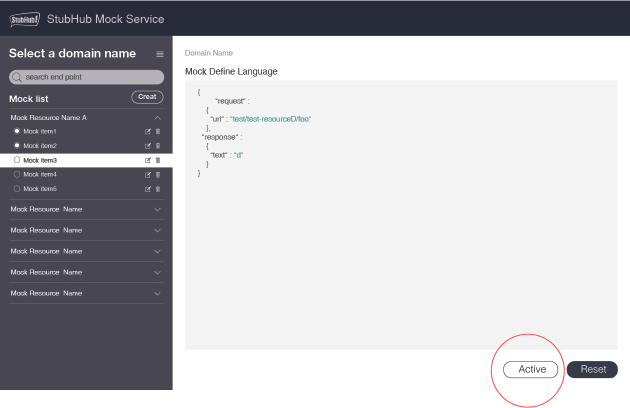 StubHub!
StubHub Mock Service
Select a domain name
search end point
Mock list
Creat
Mock Resource Name A
Mock item1
Mock item2
Mock item3
Mock item4
Mock item5
Mock Resource Name
Mock Resource Name
Mock Resource Name
Mock Resource Name
Mock Resource Name
Domain Name
Mock Define Language
{
"request" :
{
"url" : "test/test-resourceD/foo"
},
"response" :
{
"text" : "d"
}
}
Active
Reset